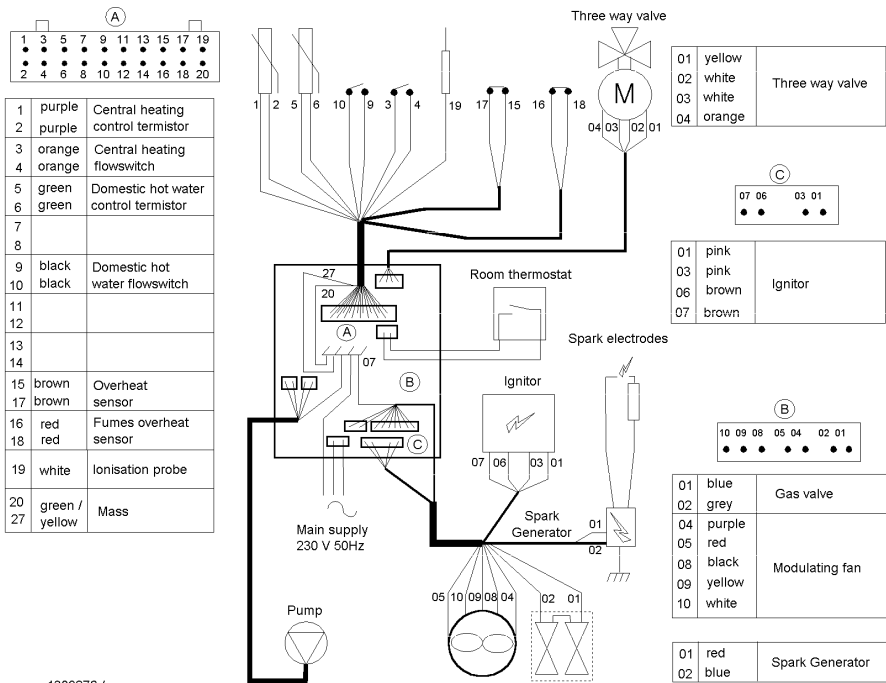 A
1 3 5 7 9 11 13 15 17 19
2 4 6 8 10 12 14 16 18 20
1 purple Central heating
2 purple control termistor
3 orange Central heating
4 orange flowswitch
5 green Domestic hot water
6 green control termistor
7
8
9 black Domestic hot
10 black water flowswitch
11
12
13
14
15 brown Overheat
17 brown sensor
16 red Fumes overheat
18 red sensor
19 white Ionisation probe
20 green /
27 yellow Mass
Three way valve
M
1 2 5 6 10 9 3 4 19 17 15 16 18
04 03 02 01
27
20
A
07
B
C
Room thermostat
Ignitor
07 06 03 01
Spark electrodes
Spark
Generator
01
02
Main supply
230 V 50Hz
Pump
05 10 09 08 04 02 01
01 yellow
02 white
03 white
04 orange
Three way valve
C
07 06 03 01
01 pink
03 pink
06 brown
07 brown
Ignitor
B
10 09 08 05 04 02 01
01 blue
02 grey
Gas valve
04 purple
05 red
08 black
09 yellow
10 white
Modulating fan
01 red
02 blue
Spark Generator